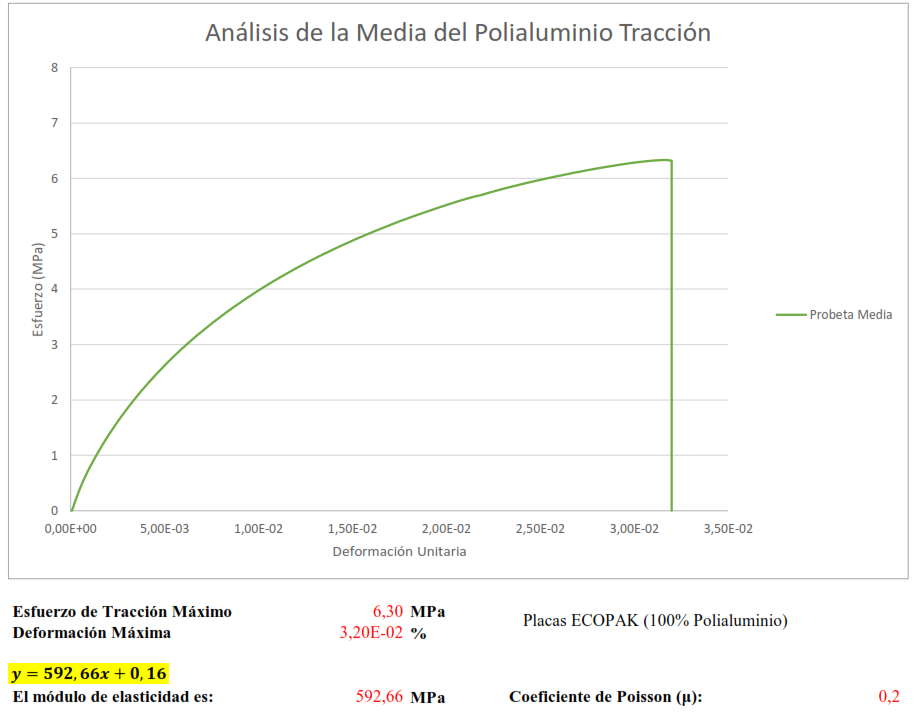 Análisis de la Media del Polialuminio Tracción
8
7
6
5
4
3
2
1
0
Esfuerzo (MPa)
0,00E+00 5,00E-03 1,00E-02 1,50E-02 2,00E-02 2,50E-02 3,00E-02 3,50E-02
Deformación Unitaria
Probeta Media
Esfuerzo de Tracción Máximo 6,30 MPa
Deformación Máxima 3,20E-02 %
Placas ECOPAK (100% Polialuminio)
y = 592,66x + 0,16
El módulo de elasticidad es: 592,66 MPa Coeficiente de Poisson (µ): 0,2